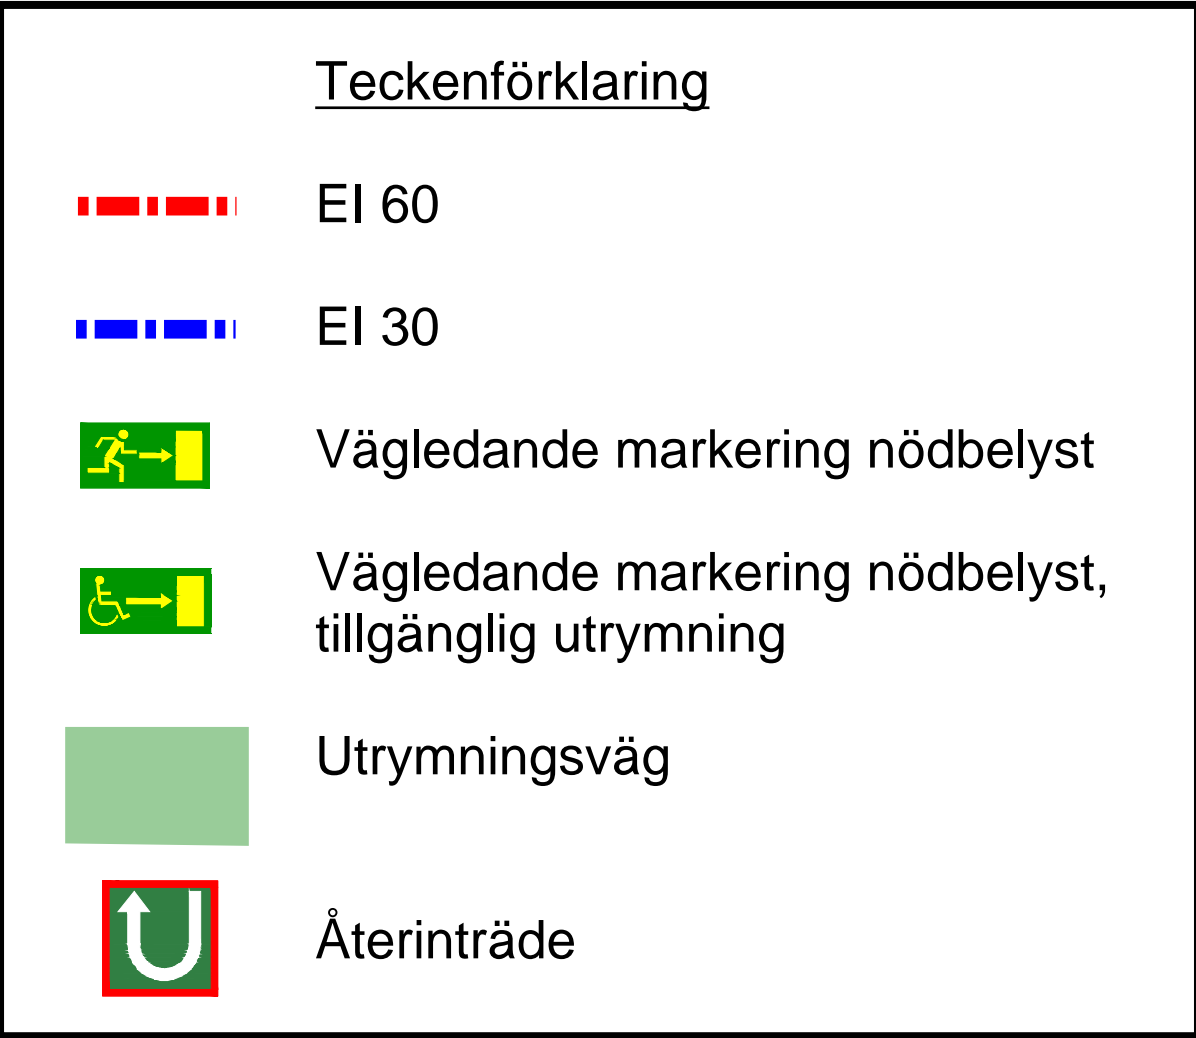 Teckenförklaring
EI 60
EI 30
Vägledande markering nödbelyst
Vägledande markering nödbelyst,
tillgänglig utrymning
Utrymningsväg
Återinträde